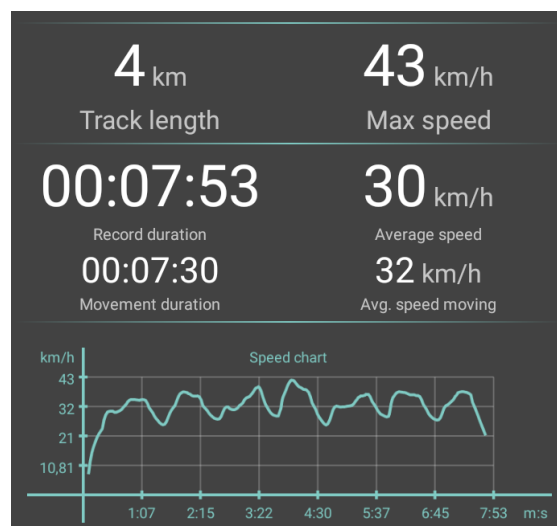 4 km 43 km/h
Track length Max speed
00:07:53 30 km/h
Record duration Average speed
00:07:30 32 km/h
Movement duration Avg. speed moving
km/h Speed chart
43
32
21
10,81
1:07 2:15 3:22 4:30 5:37 6:45 7:53 m:s